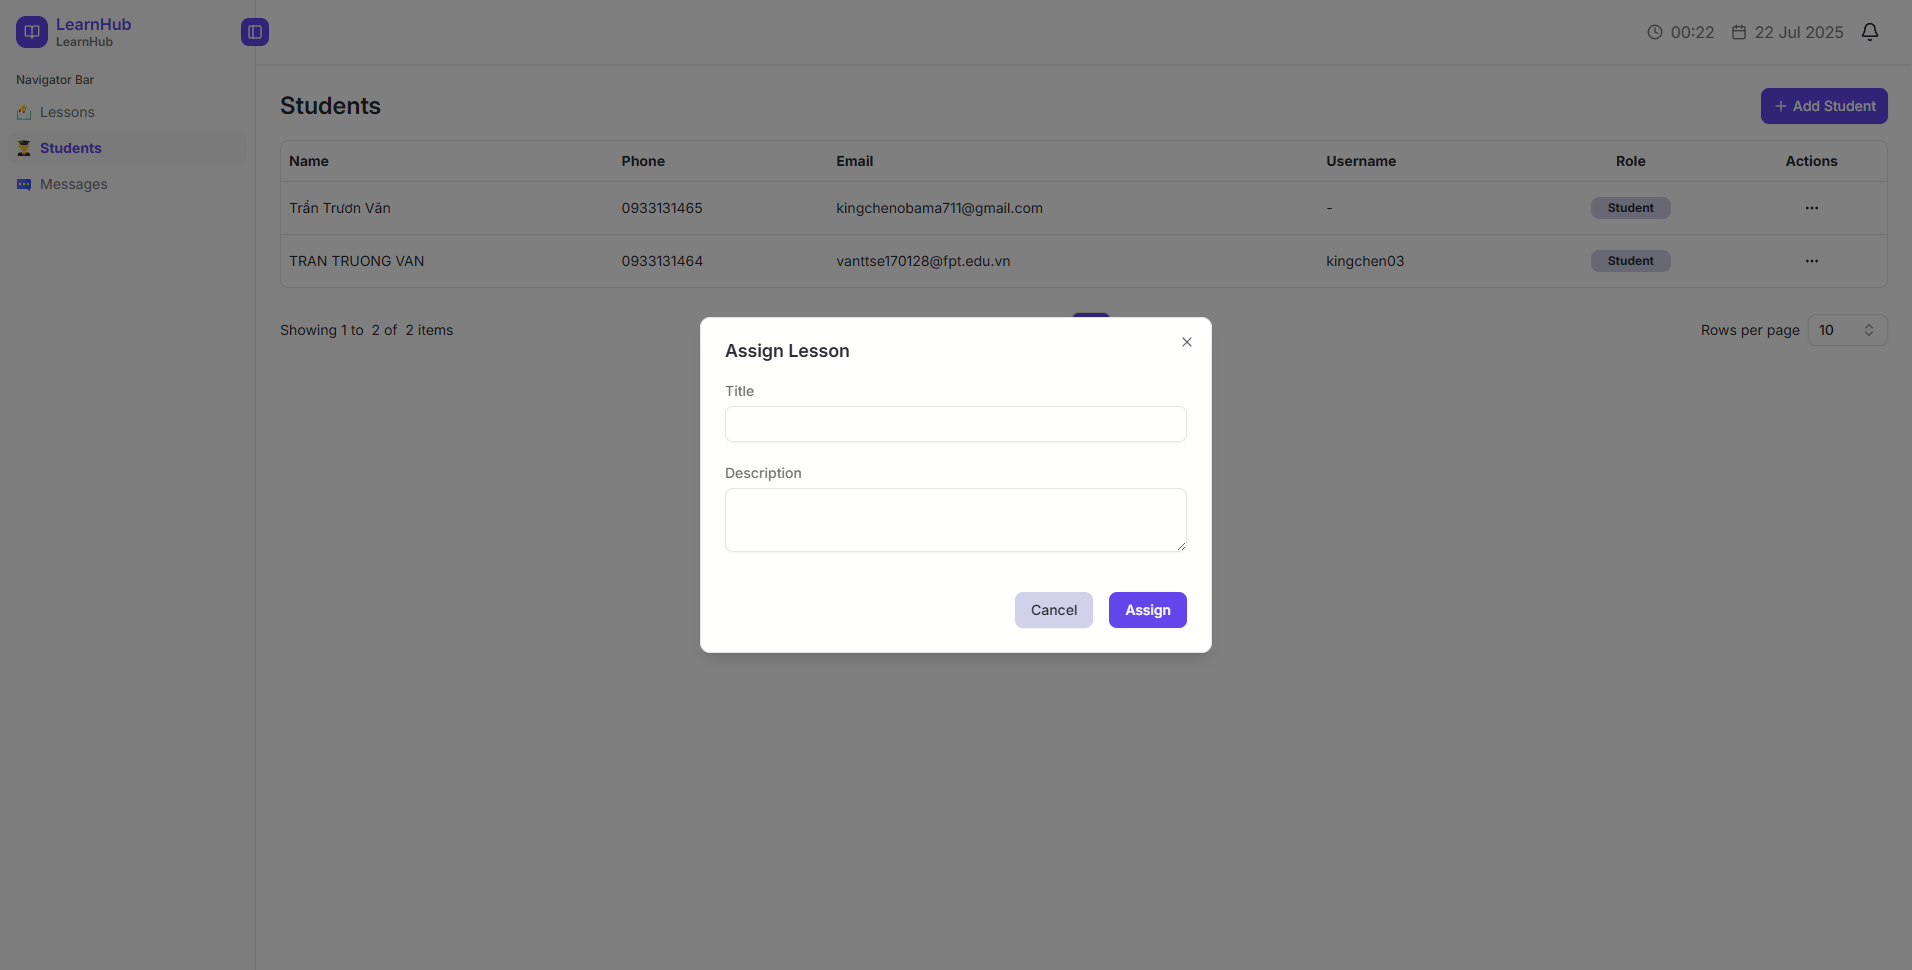 LearnHub
LearnHub
00:22 22 Jul 2025
Navigator Bar
Lessons
Students
Messages
Students
+ Add Student
Name Phone Email Username Role Actions
Trần Trươn Văn 0933131465 kingchenobama711@gmail.com - Student ...
TRAN TRUONG VAN 0933131464 vanttse170128@fpt.edu.vn kingchen03 Student ...
Showing 1 to 2 of 2 items
Rows per page 10
Assign Lesson
Title
Description
Cancel Assign